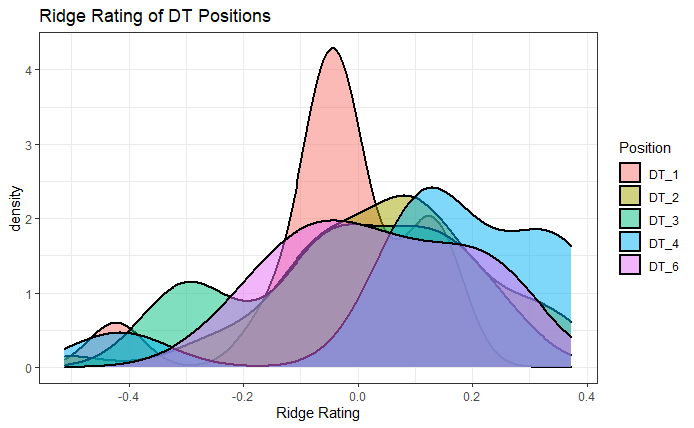 Ridge Rating of DT Positions
4
3
2
1
0
density
-0.4
-0.2
0.0
0.2
0.4
Ridge Rating
Position
DT_1
DT_2
DT_3
DT_4
DT_6